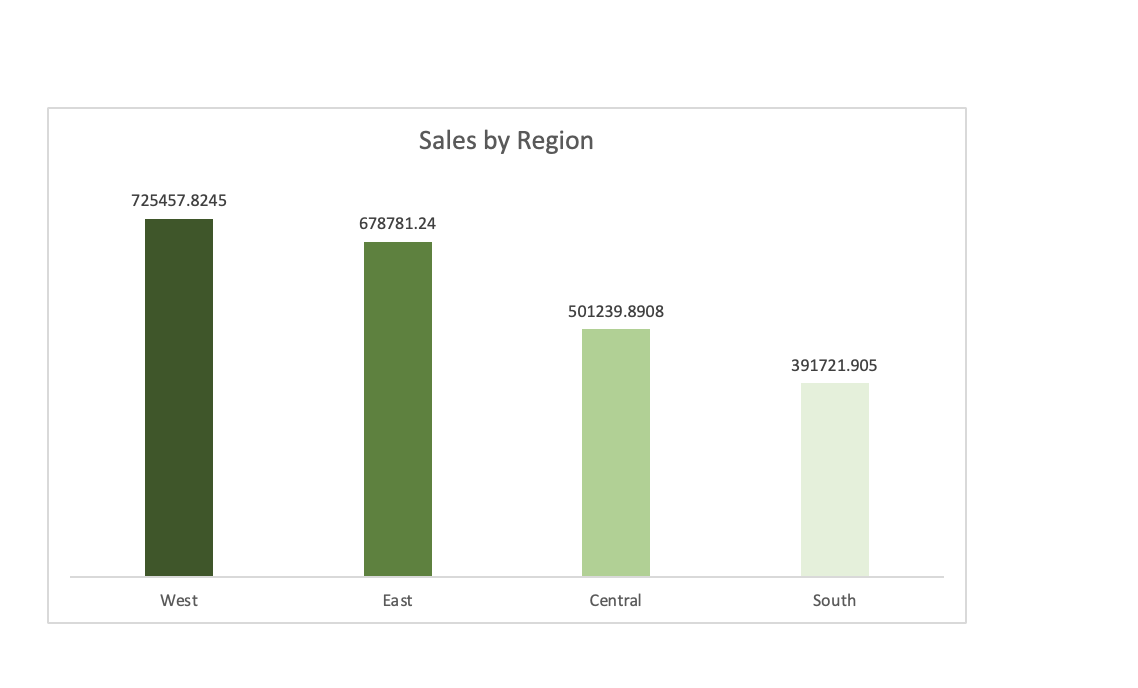 Sales by Region
725457.8245
678781.24
501239.8908
391721.905
West
East
Central
South